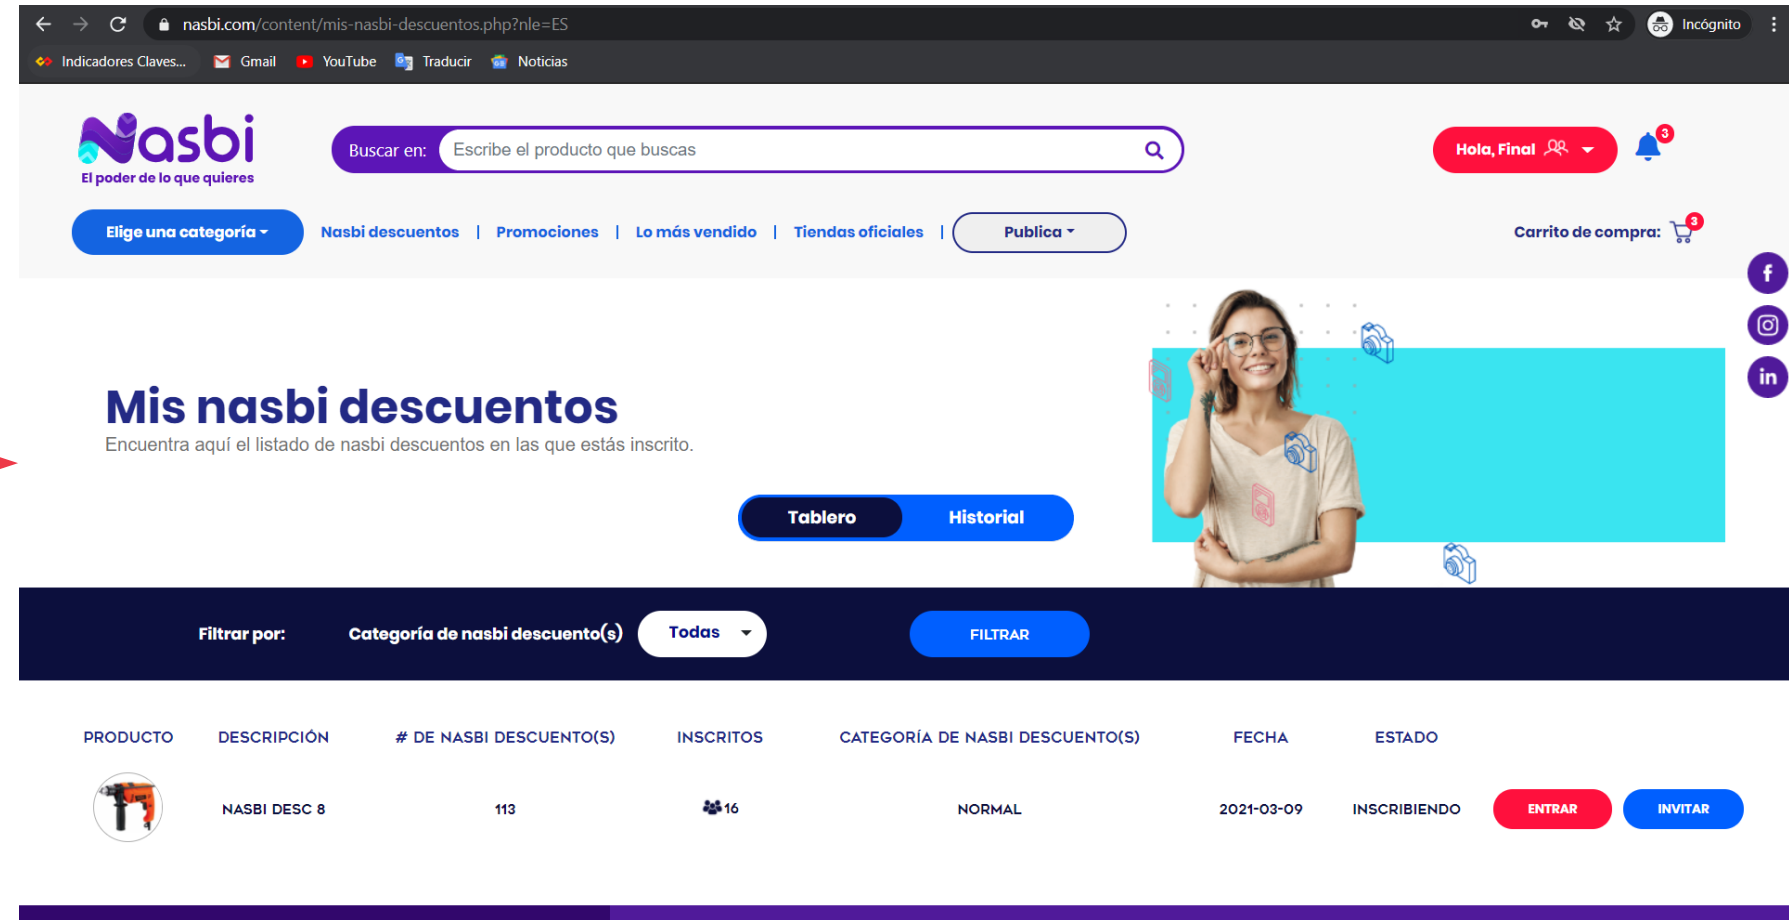 nasbi.com/content/mis-nasbi-descuentos.php?nle=ES
Incógnito
Indicadores Claves... Gmail YouTube Traducir Noticias
Nasbi
El poder de lo que quieres
Buscar en: Escribe el producto que buscas
Hola, Final
3
Elige una categoría
Nasbi descuentos | Promociones | Lo más vendido | Tiendas oficiales |
Publica
Carrito de compra: 3
Mis nasbi descuentos
Encuentra aquí el listado de nasbi descuentos en las que estás inscrito.
Tablero Historial
Filtrar por: Categoría de nasbi descuento(s) Todas FILTRAR
PRODUCTO DESCRIPCIÓN # DE NASBI DESCUENTO(S) INSCRITOS CATEGORÍA DE NASBI DESCUENTO(S) FECHA ESTADO
NASBI DESC 8 113 16 NORMAL 2021-03-09 INSCRIBIENDO ENTRAR INVITAR